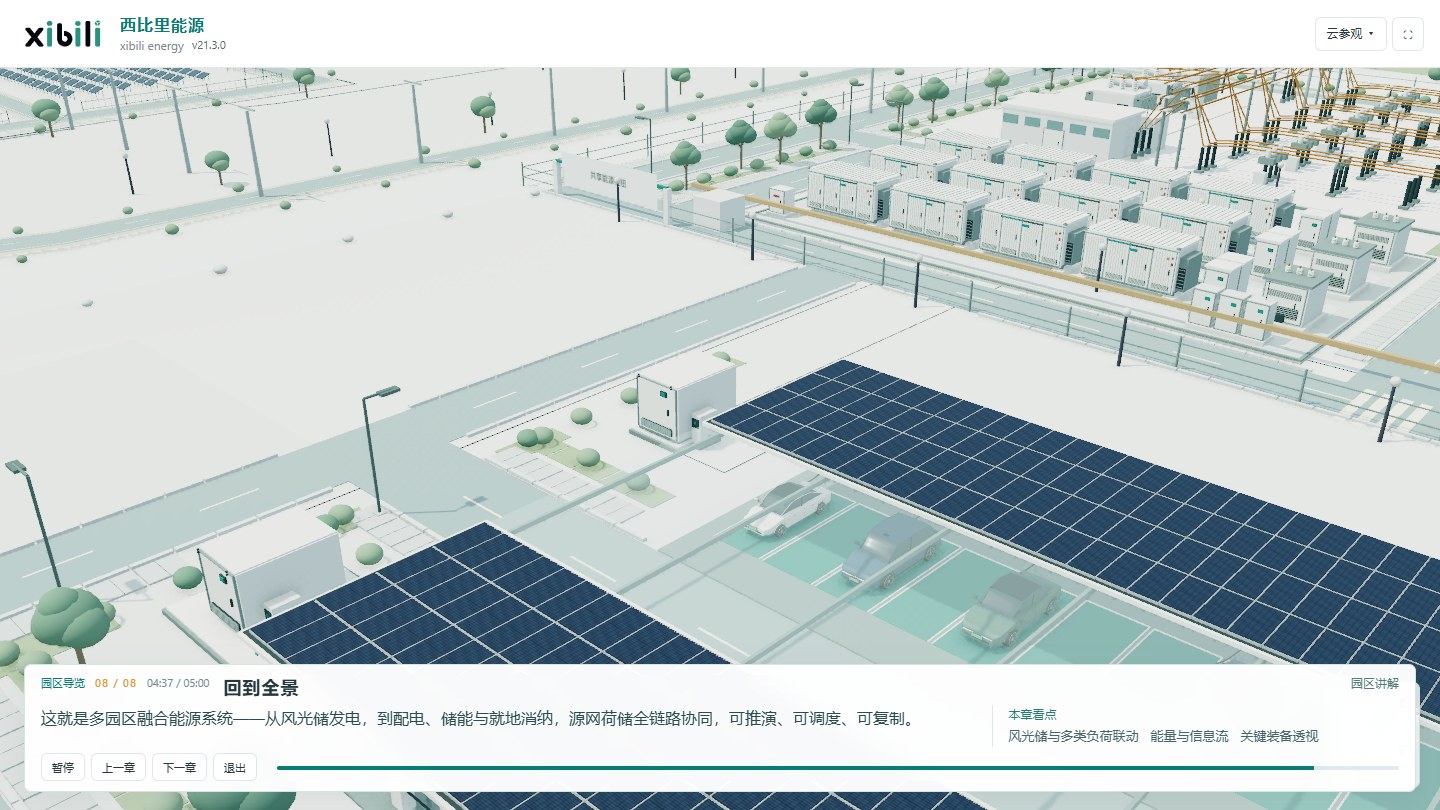 xibili
西比里能源
xibili energy v21.3.0
云参观
园区导览 08 / 08 04:37 / 05:00 回到全景
园区讲解
这就是多园区融合能源系统——从风光储发电，到配电、储能与就地消纳，源网荷储全链路协同，可推演、可调度、可复制。
本章看点
风光储与多类负荷联动 能量与信息流 关键装备透视
暂停 上一章 下一章 退出